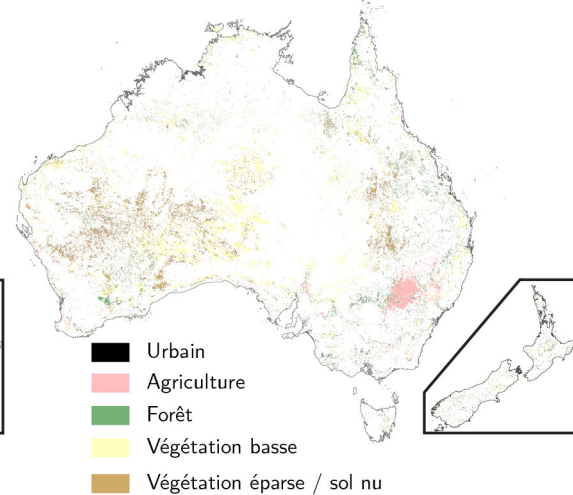 Urbain
Agriculture
Forêt
Végétation basse
Végétation éparse / sol nu